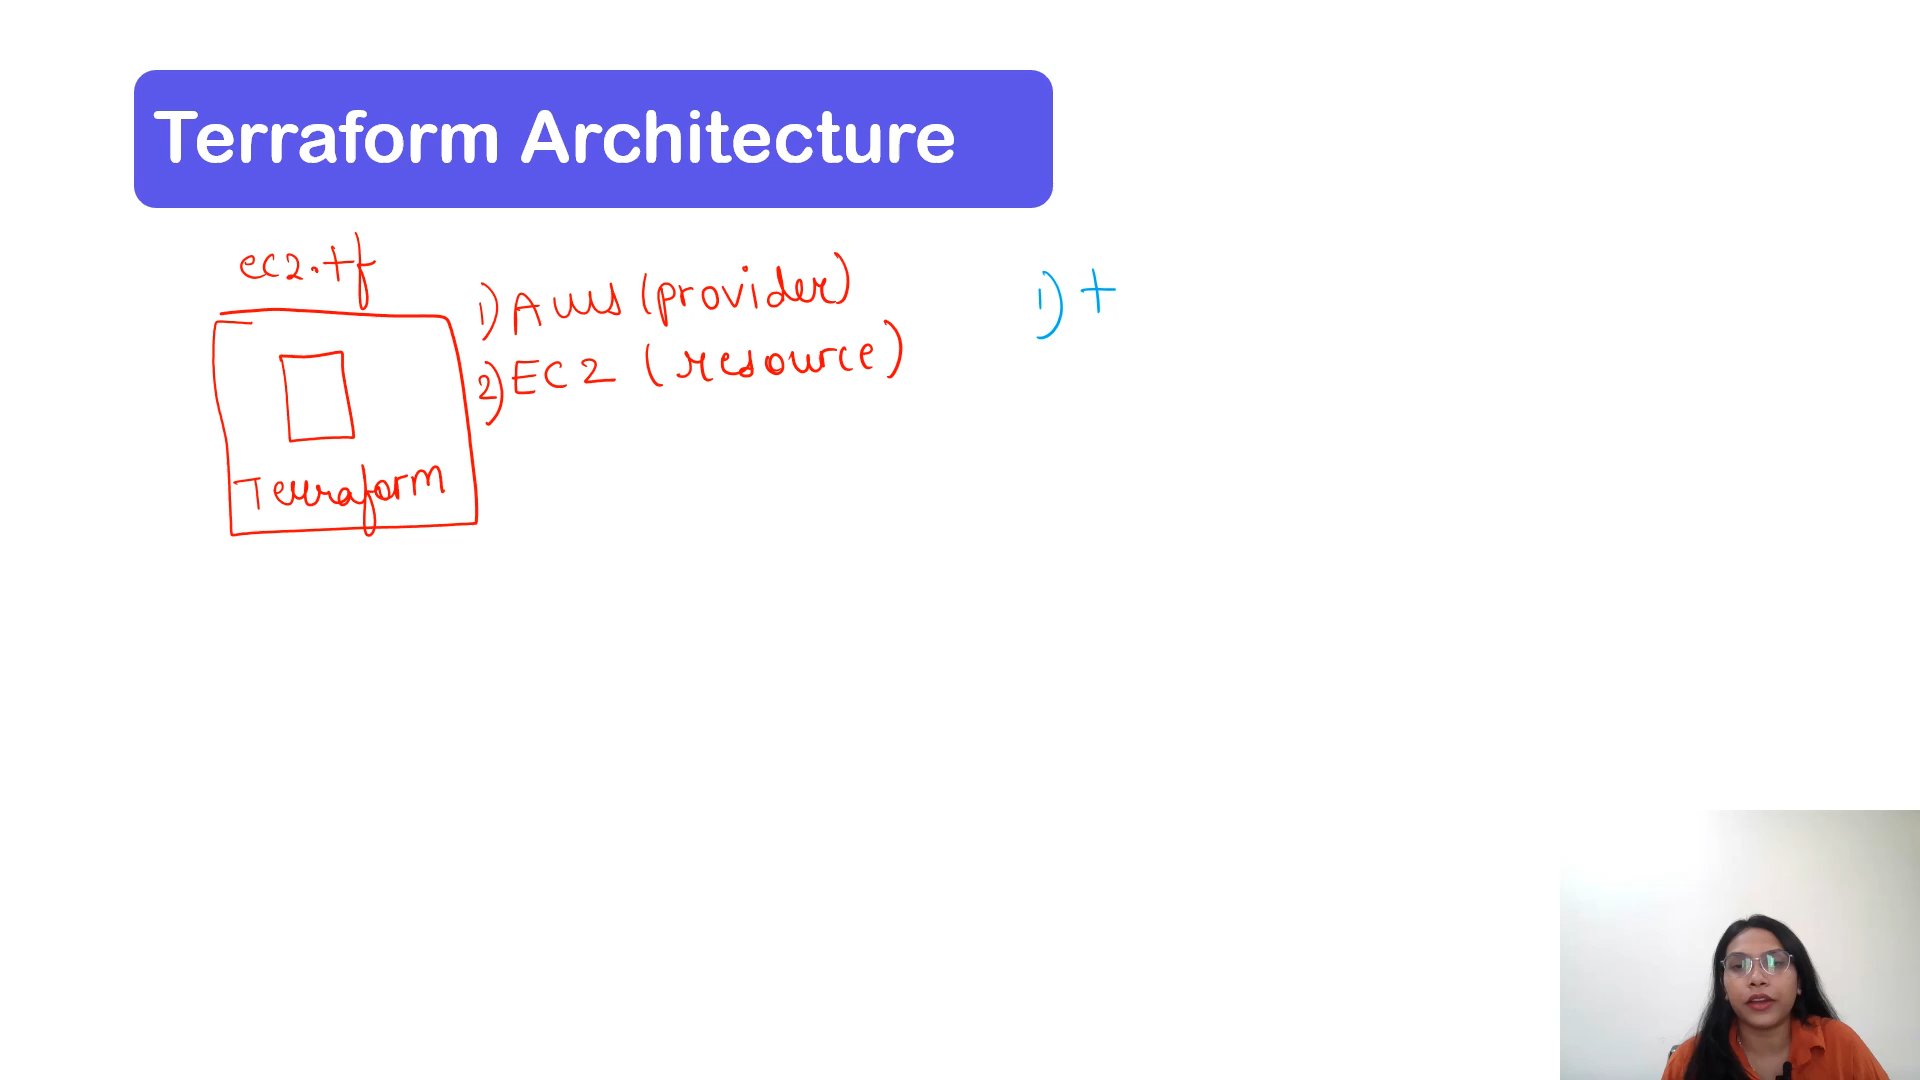 Terraform Architecture
ec2.tf
1) Aws (provider)
2) EC2 (resource)
Terraform
1) t